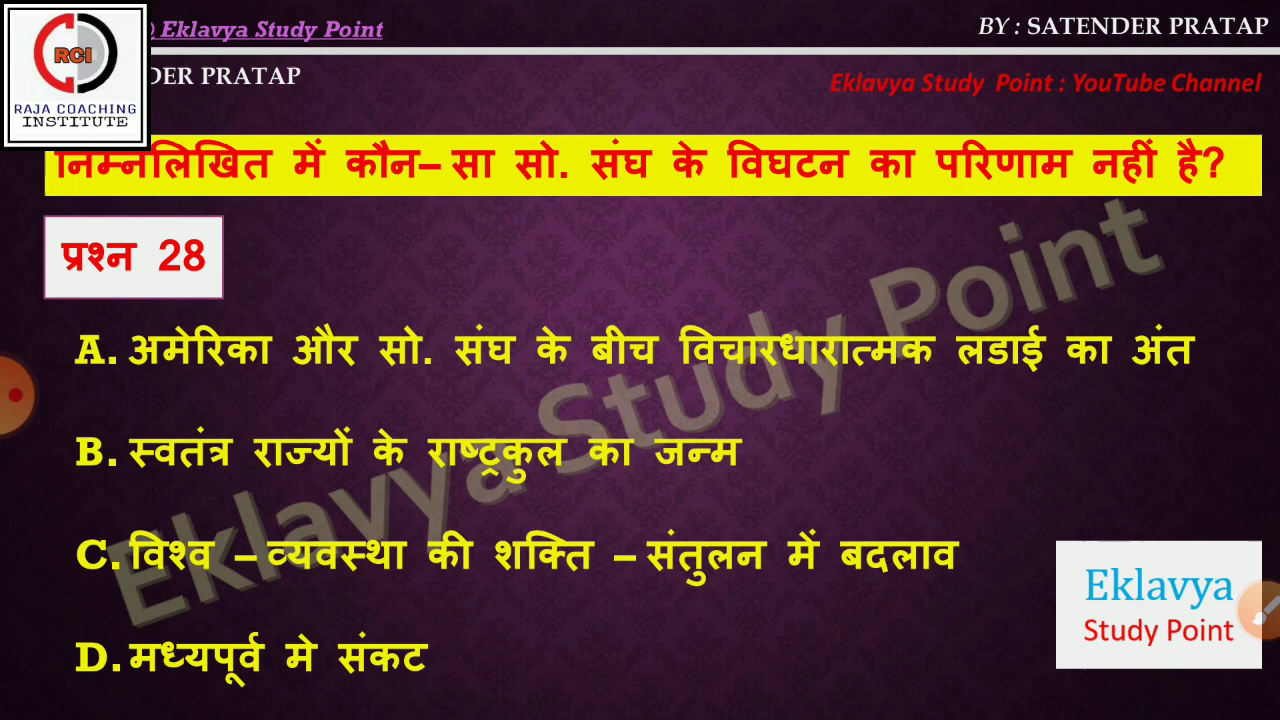 @ Eklavya Study Point
BY : SATENDER PRATAP
DER PRATAP
Eklavya Study Point : YouTube Channel
RCI
RAJA COACHING
INSTITUTE
निम्नलिखित में कौन– सा सो. संघ के विघटन का परिणाम नहीं है?
प्रश्न 28
A. अमेरिका और सो. संघ के बीच विचारधारात्मक लडाई का अंत
B. स्वतंत्र राज्यों के राष्ट्रकुल का जन्म
C. विश्व – व्यवस्था की शक्ति – संतुलन में बदलाव
D. मध्यपूर्व मे संकट
Eklavya Study Point
Eklavya
Study Point